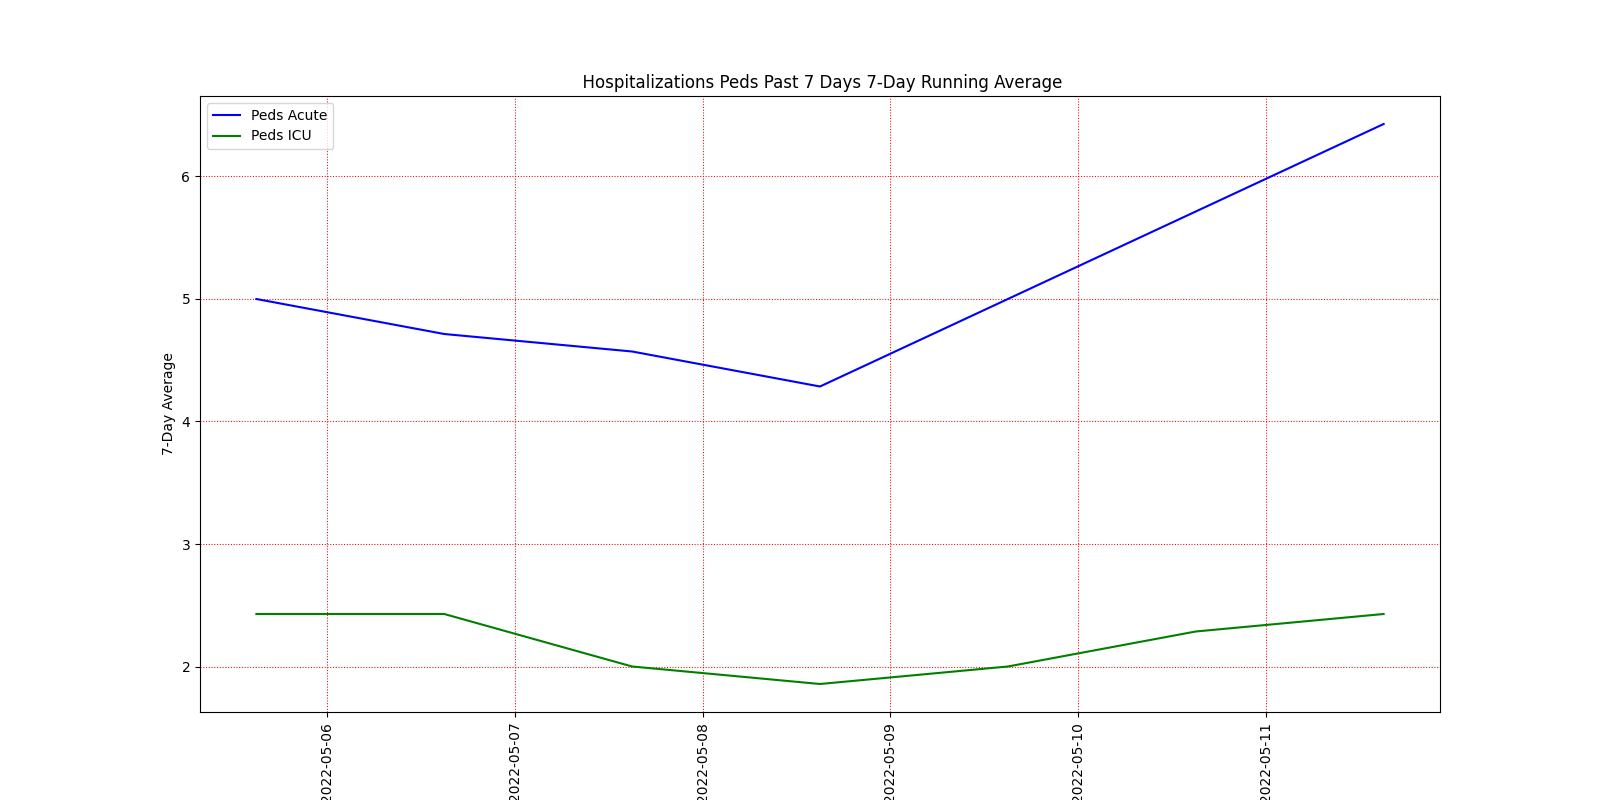 Hospitalizations Peds Past 7 Days 7-Day Running Average
Peds Acute
Peds ICU
7-Day Average
6
5
4
3
2
2022-05-06
2022-05-07
2022-05-08
2022-05-09
2022-05-10
2022-05-11